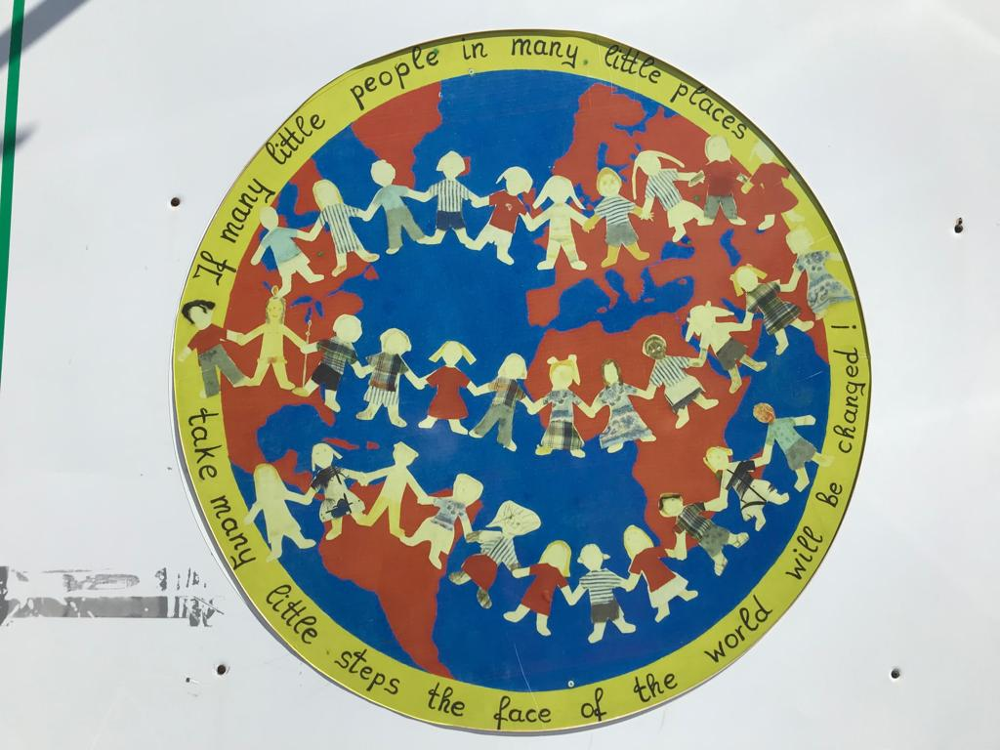 If many little people in many little places
take many little steps the face of the world will be changed!